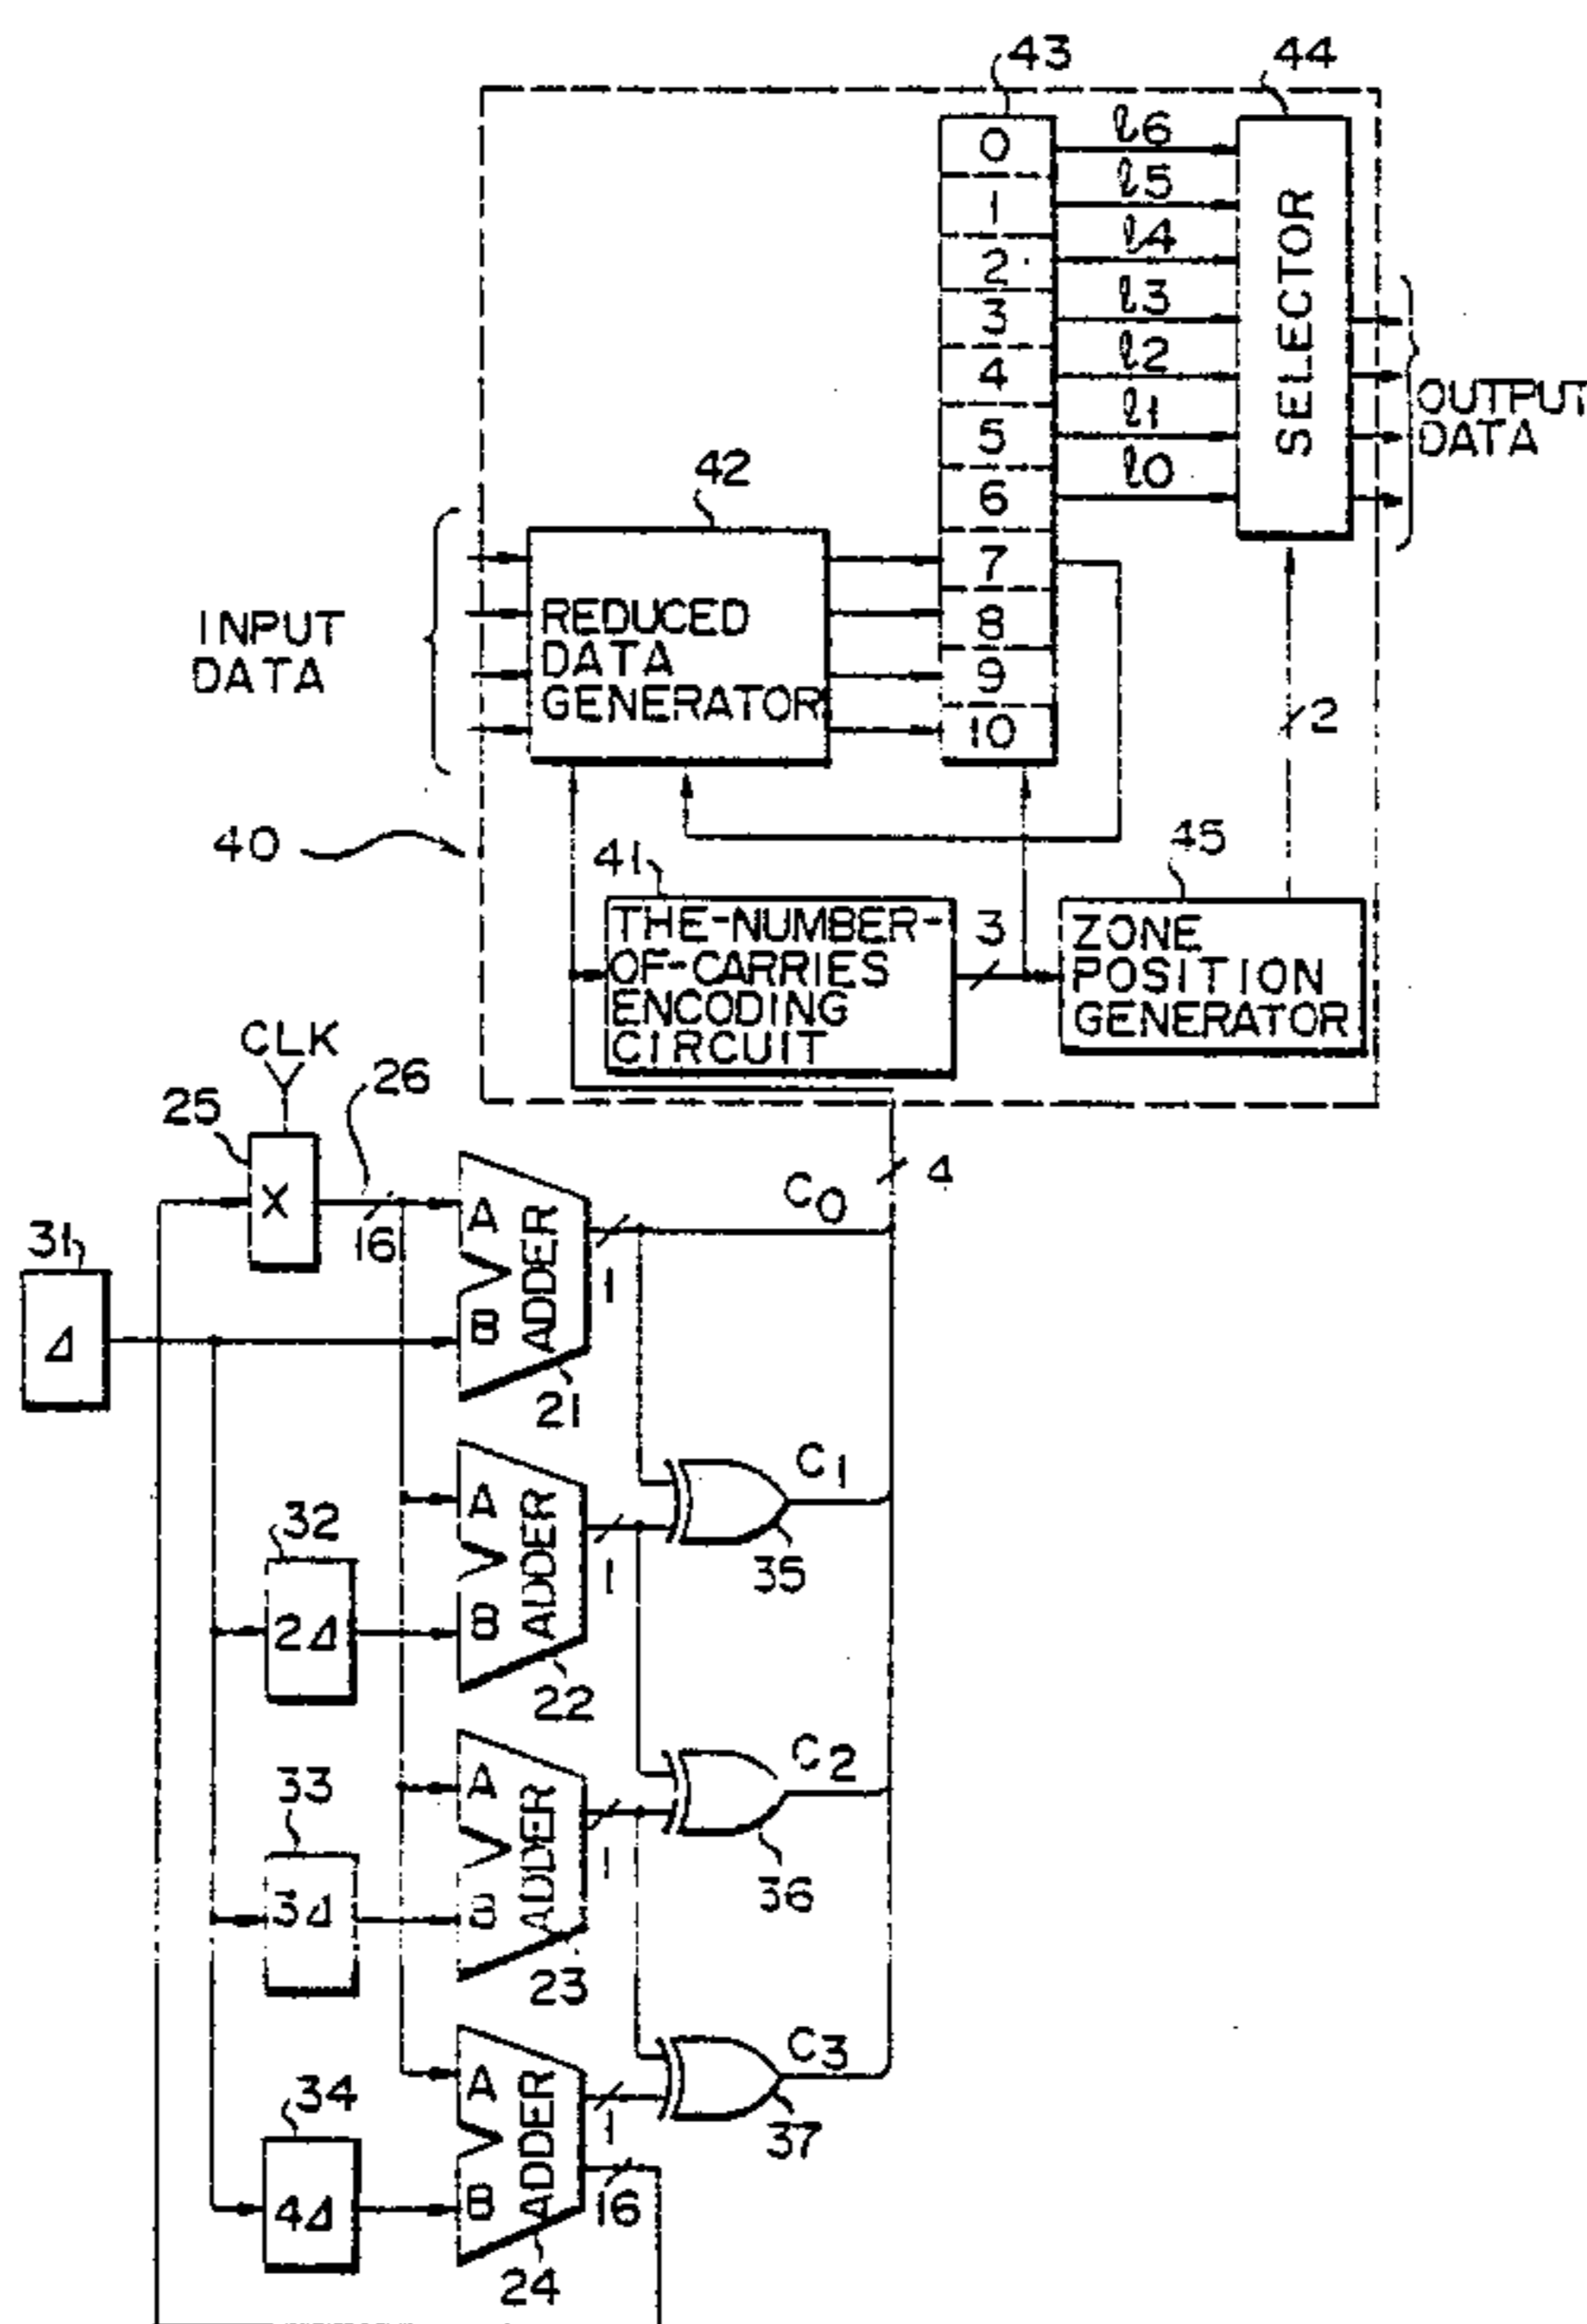 43
44
0
1
2
3
4
5
6
7
8
9
10
ℓ6
ℓ5
ℓ4
ℓ3
ℓ2
ℓ1
ℓ0
SELECTOR
OUTPUT
DATA
42
INPUT
DATA
REDUCED
DATA
GENERATOR
2
40
41
THE-NUMBER-
OF-CARRIES
ENCODING
CIRCUIT
3
45
ZONE
POSITION
GENERATOR
CLK
25
26
X
16
4
31
Δ
A
B
ADDER
1
21
C0
32
2Δ
A
B
ADDER
1
22
C1
35
33
3Δ
A
B
ADDER
1
23
C2
36
34
4Δ
A
B
ADDER
1
16
24
C3
37